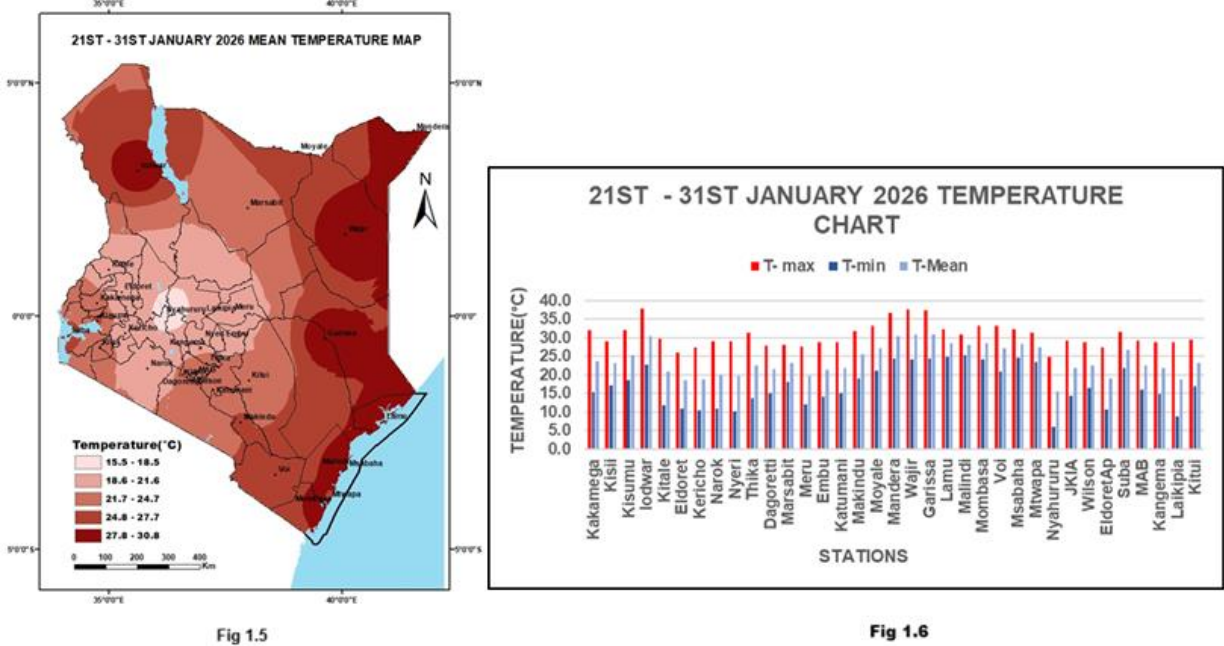 35°0'0"E 40°0'0"E
21ST - 31ST JANUARY 2026 MEAN TEMPERATURE MAP
5°0'0"N 5°0'0"N
Mandera
Moyale
N
Marsabit
Wajir
Kitale
Eldoret
Kakamega
Nyahururu Laikipia Meru
0°0'0" 0°0'0"
Kericho
Nyeri Embu
Garissa
Kangema
Narok
Thika
Dagoretti Wilson
Kitui
Katumani
Makindu
Lamu
Voi
Malindi
Msabaha
Mtwapa
Mombasa
Temperature(°C)
15.5 - 18.5
18.6 - 21.6
21.7 - 24.7
24.8 - 27.7
27.8 - 30.8
0 100 200 300 400
Km
5°0'0"S 5°0'0"S
35°0'0"E 40°0'0"E
Fig 1.5
21ST - 31ST JANUARY 2026 TEMPERATURE
CHART
T- max T-min T-Mean
TEMPERATURE(°C)
40.0
35.0
30.0
25.0
20.0
15.0
10.0
5.0
0.0
Kakamega
Kisii
Kisumu
lodwar
Kitale
Eldoret
Kericho
Narok
Nyeri
Thika
Dagoretti
Marsabit
Meru
Embu
Katumani
Makindu
Moyale
Mandera
Wajir
Garissa
Lamu
Malindi
Mombasa
Voi
Msabaha
Mtwapa
Nyahururu
JKIA
Wilson
EldoretAp
Suba
MAB
Kangema
Laikipia
Kitui
STATIONS
Fig 1.6